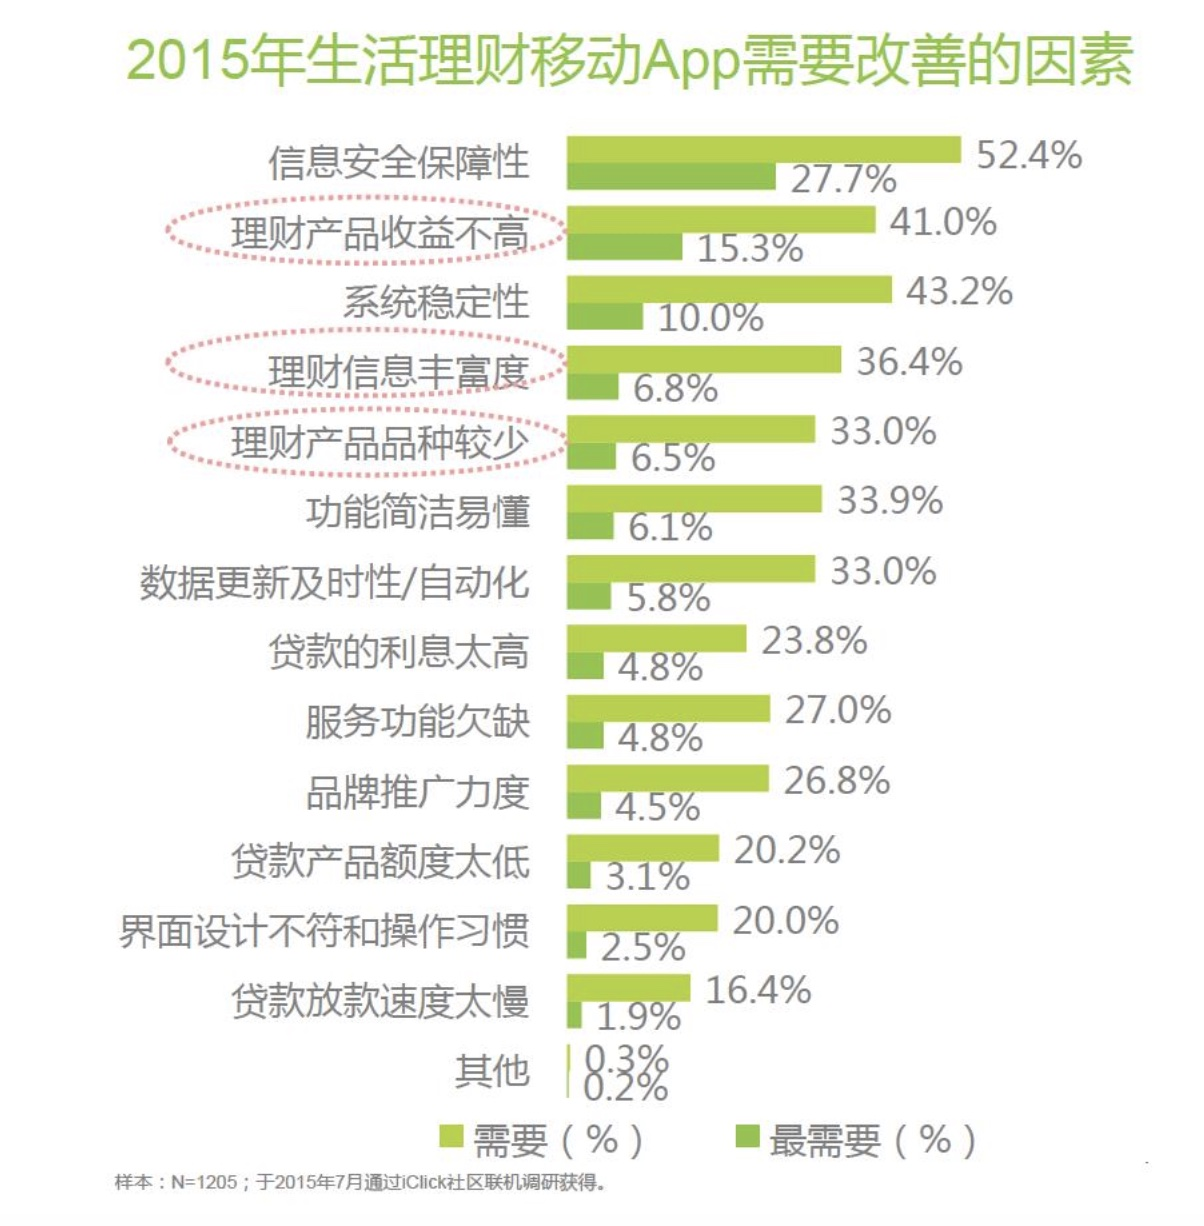 2015年生活理财移动App需要改善的因素
信息安全保障性
52.4%
27.7%
理财产品收益不高
41.0%
15.3%
系统稳定性
43.2%
10.0%
理财信息丰富度
36.4%
6.8%
理财产品品种较少
33.0%
6.5%
功能简洁易懂
33.9%
6.1%
数据更新及时性/自动化
33.0%
5.8%
贷款的利息太高
23.8%
4.8%
服务功能欠缺
27.0%
4.8%
品牌推广力度
26.8%
4.5%
贷款产品额度太低
20.2%
3.1%
界面设计不符和操作习惯
20.0%
2.5%
贷款放款速度太慢
16.4%
1.9%
其他
0.3%
0.2%
需要（%） 最需要（%）
样本：N=1205；于2015年7月通过iClick社区联机调研获得。